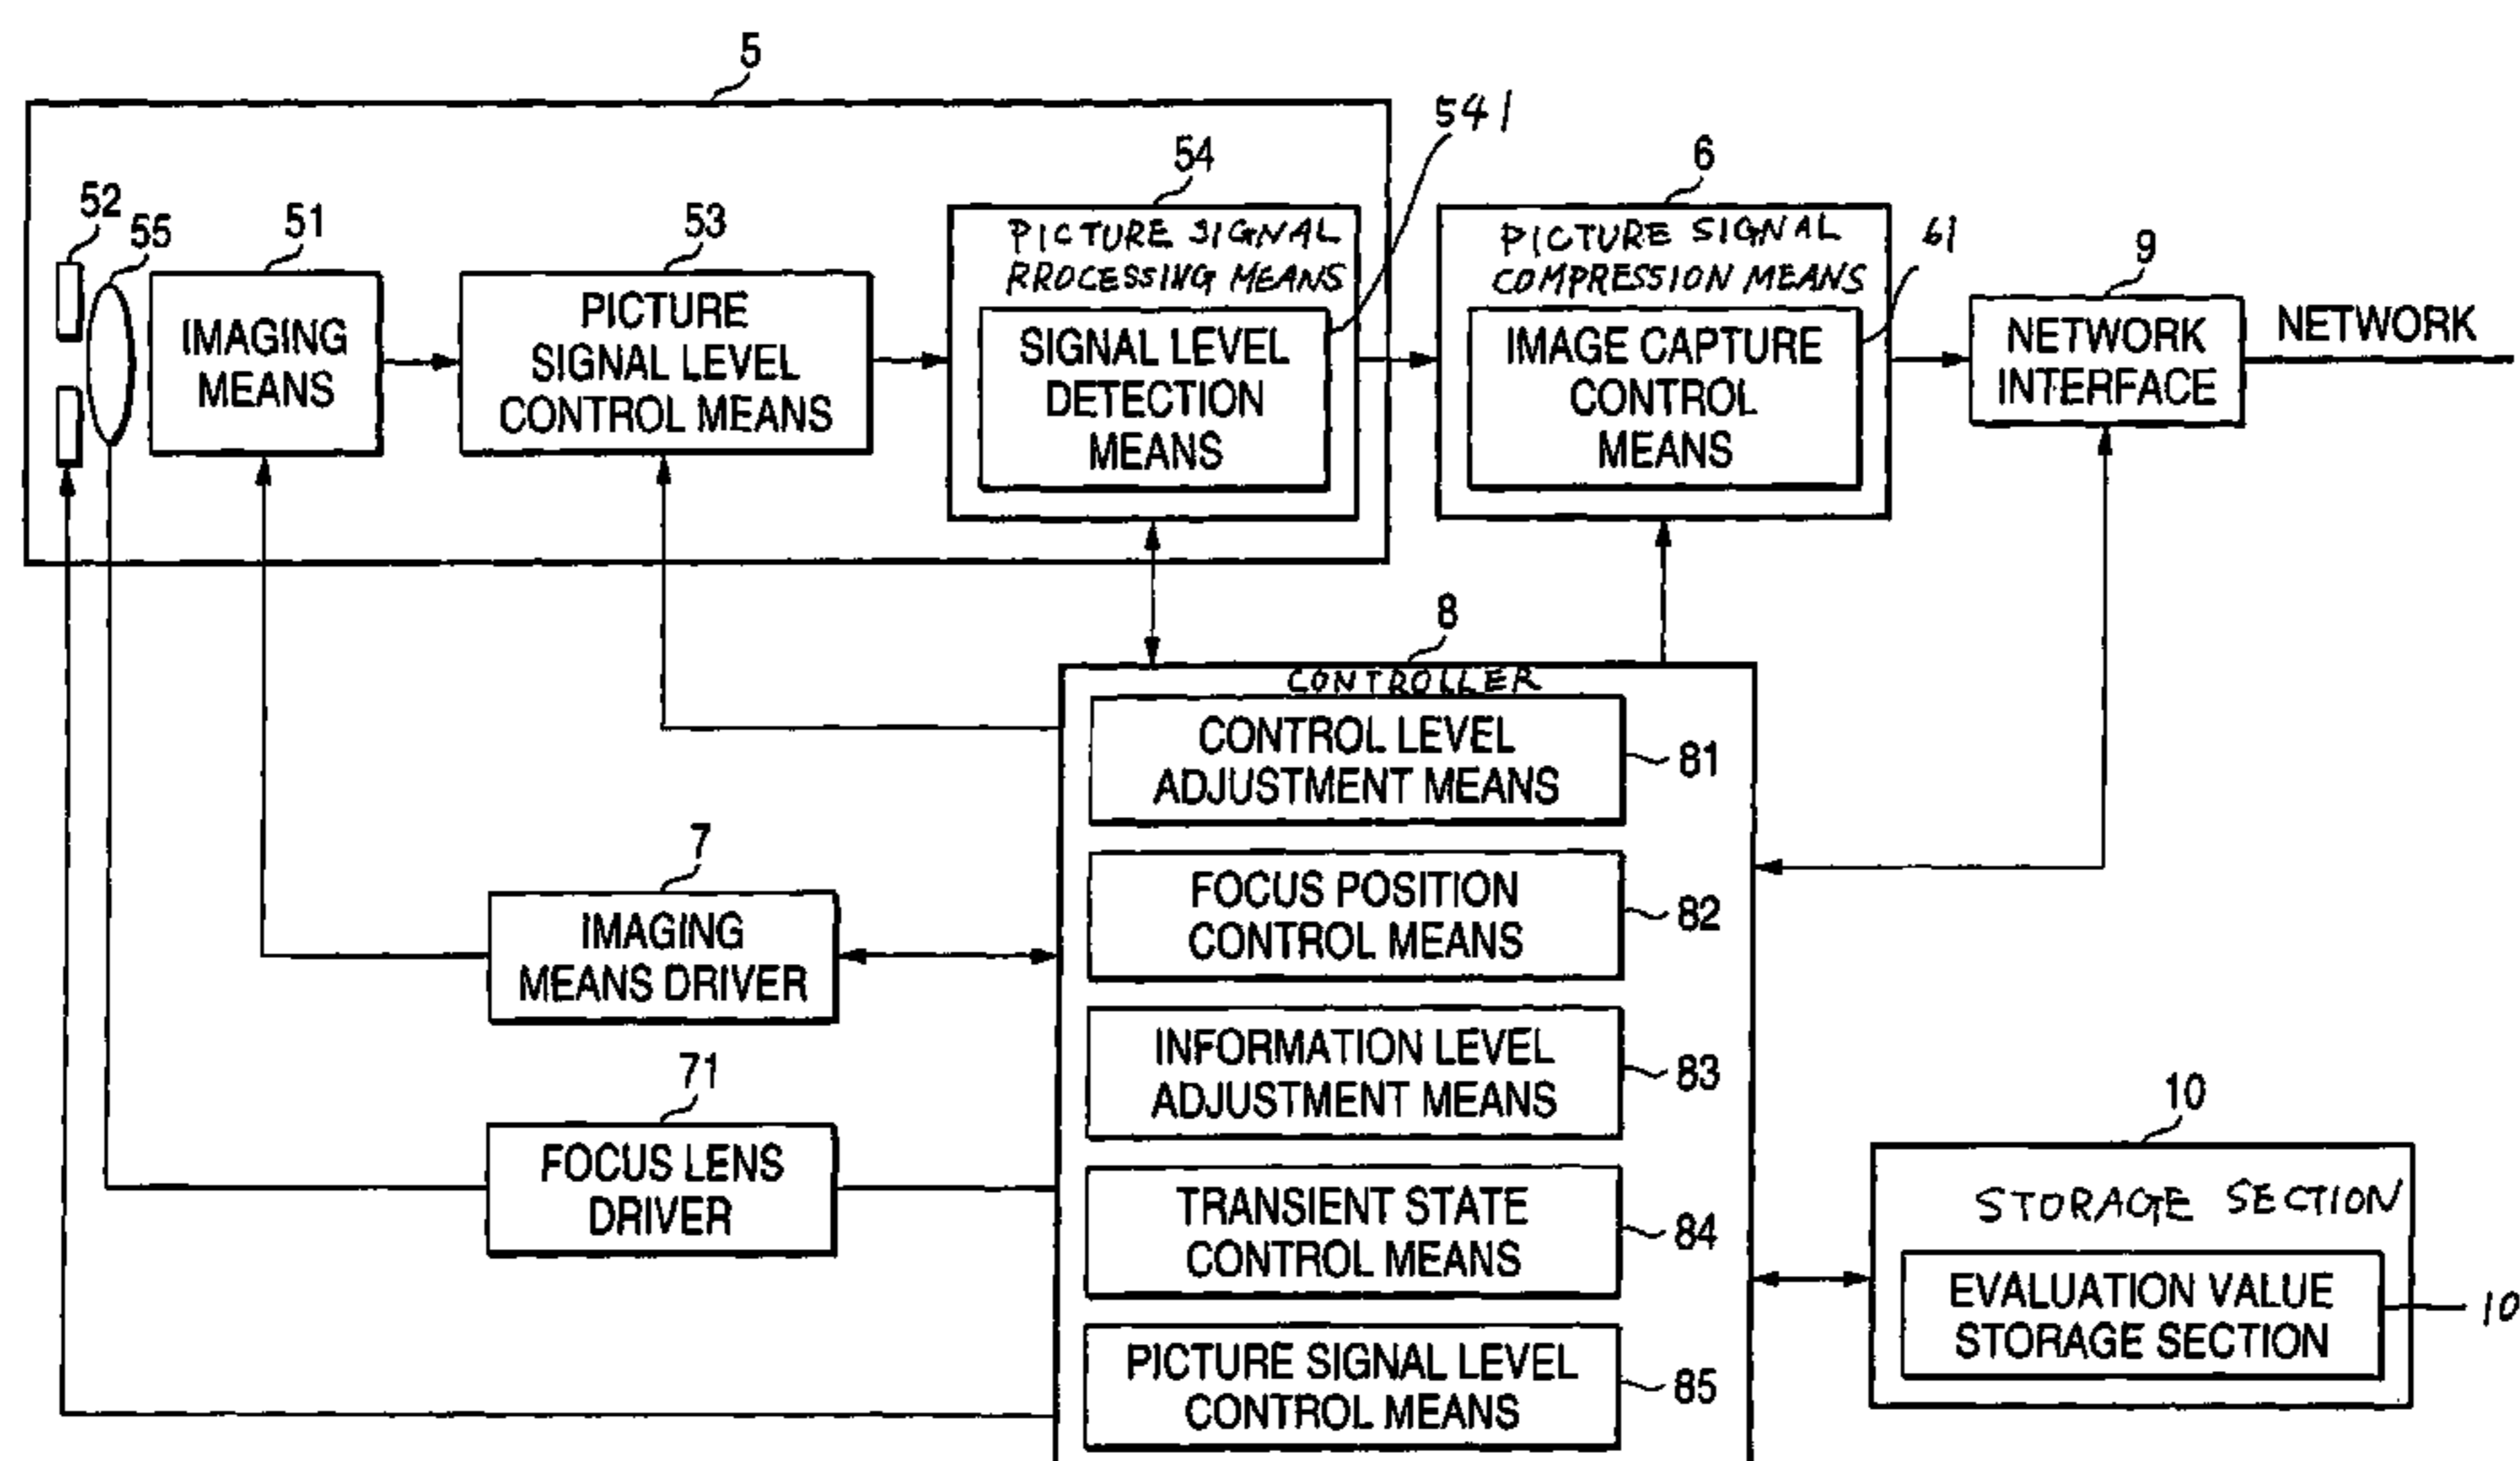 5
541
54
6
52
55
51
53
61
9
PICTURE SIGNAL
RROCESSING MEANS
PICTURE SIGNAL
COMPRESSION MEANS
IMAGING
MEANS
PICTURE
SIGNAL LEVEL
CONTROL MEANS
SIGNAL LEVEL
DETECTION
MEANS
IMAGE CAPTURE
CONTROL
MEANS
NETWORK
INTERFACE
NETWORK
8
CONTROLLER
CONTROL LEVEL
ADJUSTMENT MEANS
81
7
IMAGING
MEANS DRIVER
FOCUS POSITION
CONTROL MEANS
82
71
FOCUS LENS
DRIVER
INFORMATION LEVEL
ADJUSTMENT MEANS
83
10
TRANSIENT STATE
CONTROL MEANS
84
STORAGE SECTION
EVALUATION VALUE
STORAGE SECTION
10
PICTURE SIGNAL LEVEL
CONTROL MEANS
85